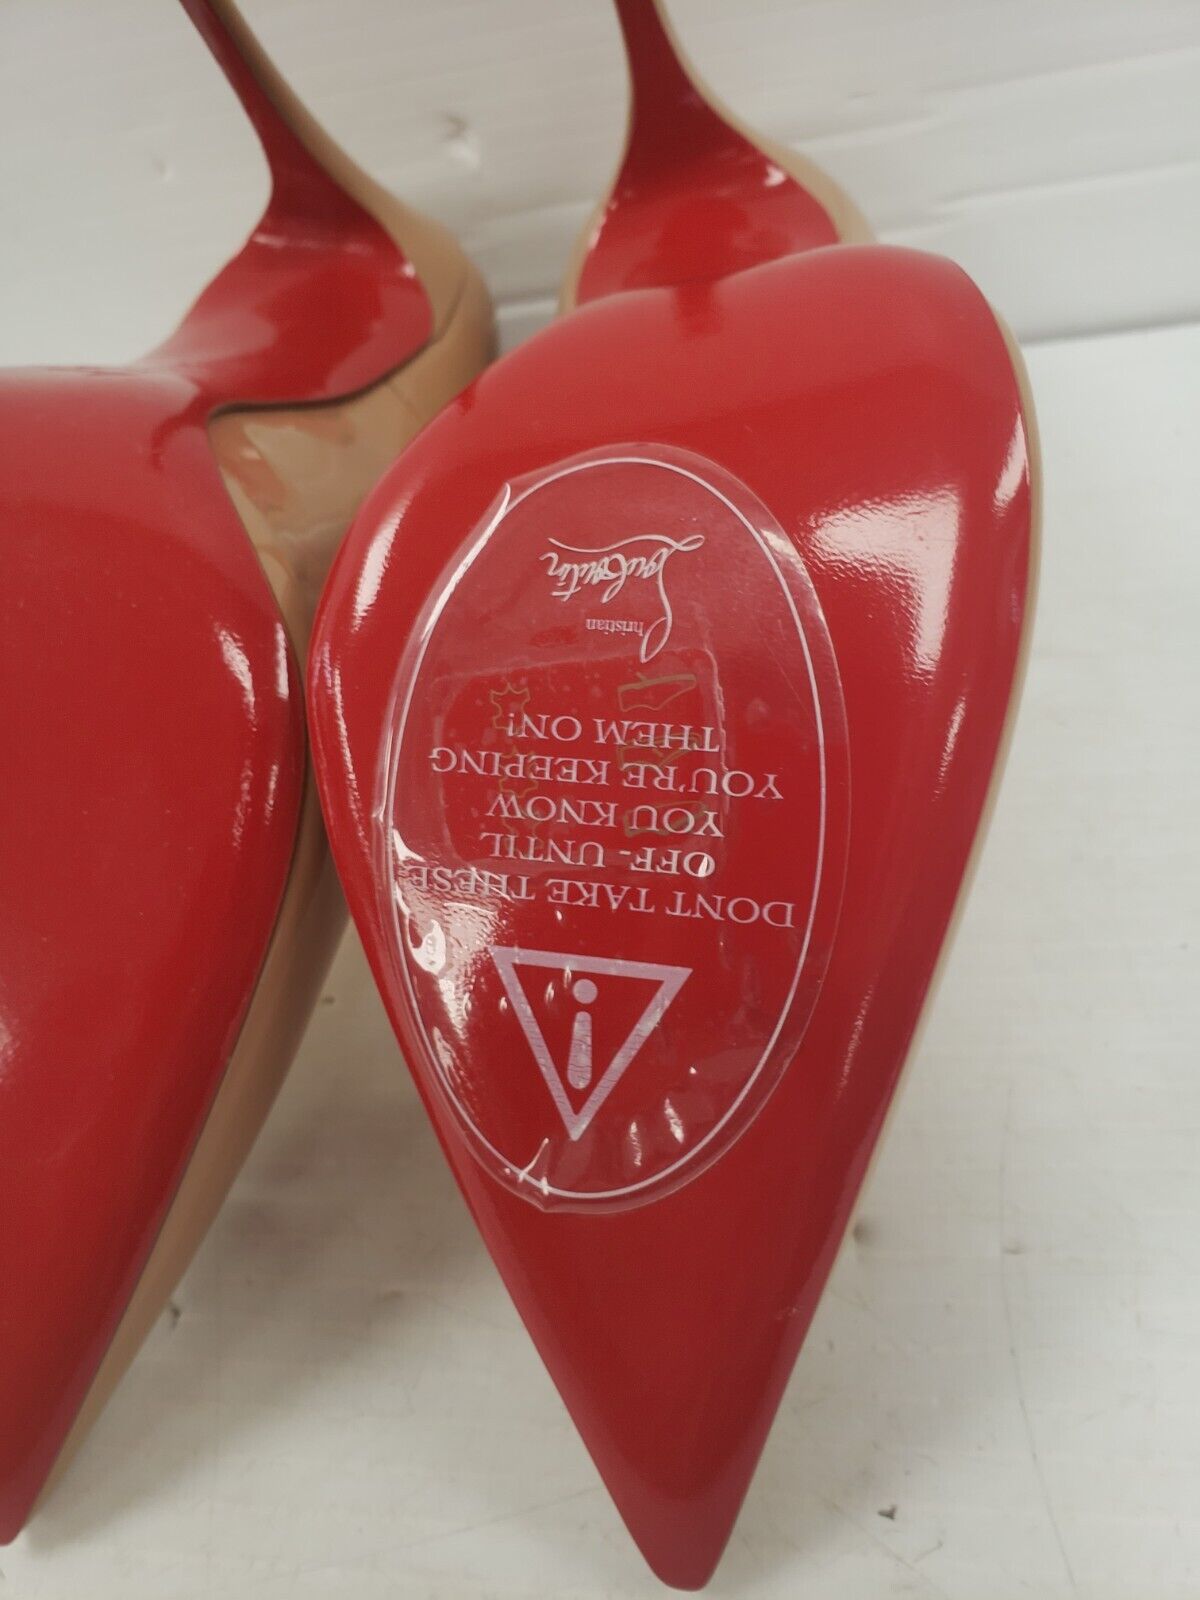 !
DONT TAKE THESE
OFF- UNTIL
YOU KNOW
YOU'RE KEEPING
THEM ON!
Christian
Louboutin